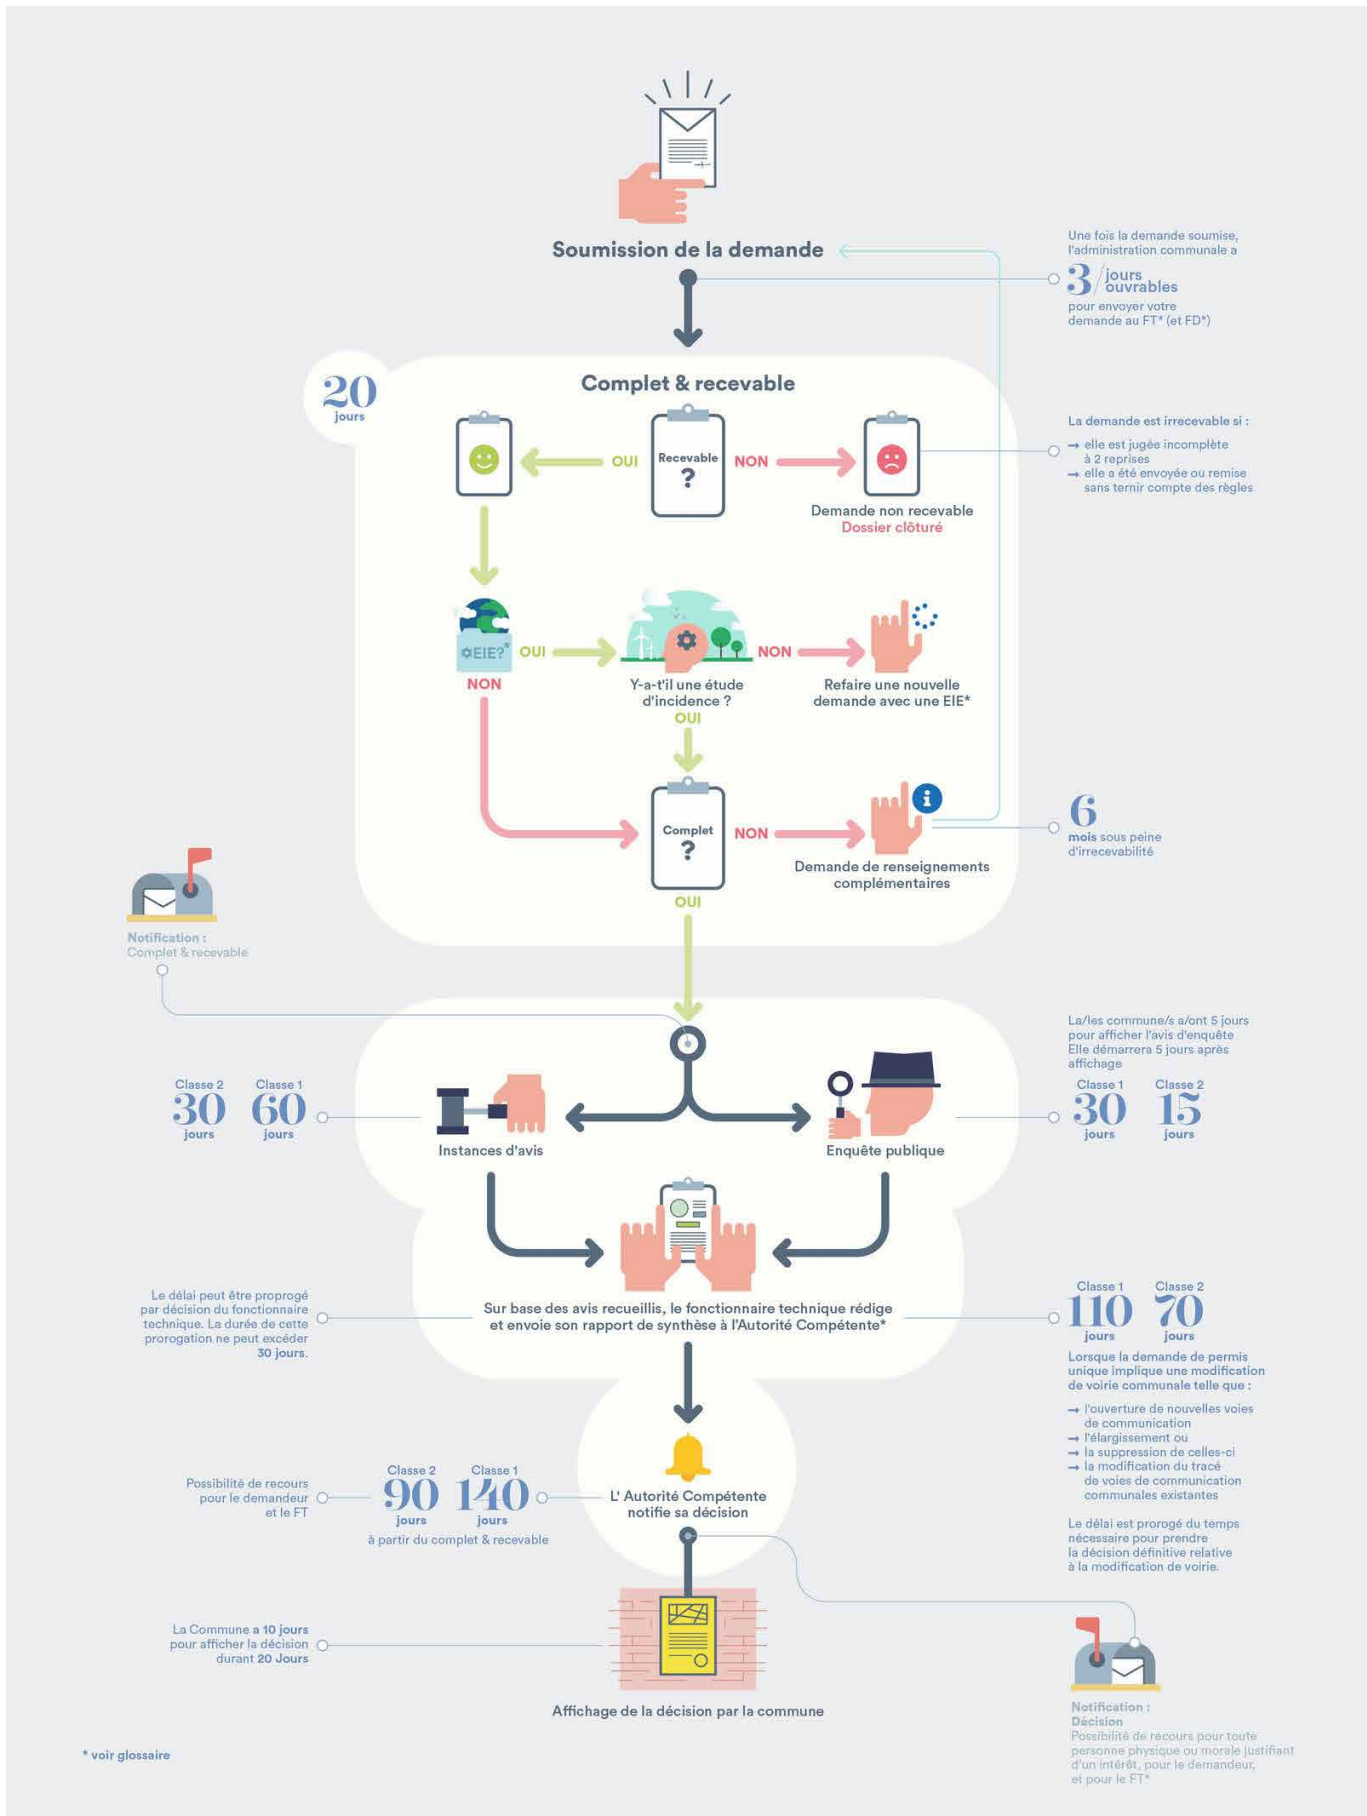 Soumission de la demande
Une fois la demande soumise,
l'administration communale a
3/jours
ouvrables
pour envoyer votre
demande au FT* (et FD*)
20
jours
Complet & recevable
OUI
Recevable
?
NON
Demande non recevable
Dossier clôturé
La demande est irrecevable si :
→ elle est jugée incomplète
à 2 reprises
→ elle a été envoyée ou remise
sans ternir compte des règles
EIE?*
OUI
NON
Y-a-t'il une étude
d'incidence ?
OUI
NON
Refaire une nouvelle
demande avec une EIE*
Complet
?
NON
i
Demande de renseignements
complémentaires
OUI
6
mois sous peine
d'irrecevabilité
Notification :
Complet & recevable
Classe 2
30
jours
Classe 1
60
jours
Instances d'avis
Enquête publique
La/les commune/s a/ont 5 jours
pour afficher l'avis d'enquête
Elle démarrera 5 jours après
affichage
Classe 1
30
jours
Classe 2
15
jours
Le délai peut être proprogé
par décision du fonctionnaire
technique. La durée de cette
prorogation ne peut excéder
30 jours.
Sur base des avis recueillis, le fonctionnaire technique rédige
et envoie son rapport de synthèse à l'Autorité Compétente*
Classe 1
110
jours
Classe 2
70
jours
Lorsque la demande de permis
unique implique une modification
de voirie communale telle que :
→ l'ouverture de nouvelles voies
de communication
→ l'élargissement ou
→ la suppression de celles-ci
→ la modification du tracé
de voies de communication
communales existantes
Le délai est prorogé du temps
nécessaire pour prendre
la décision définitive relative
à la modification de voirie.
Possibilité de recours
pour le demandeur
et le FT
Classe 2
90
jours
Classe 1
140
jours
à partir du complet & recevable
L' Autorité Compétente
notifie sa décision
La Commune a 10 jours
pour afficher la décision
durant 20 Jours
Affichage de la décision par la commune
Notification :
Décision
Possibilité de recours pour toute
personne physique ou morale justifiant
d'un intérêt, pour le demandeur,
et pour le FT*
* voir glossaire